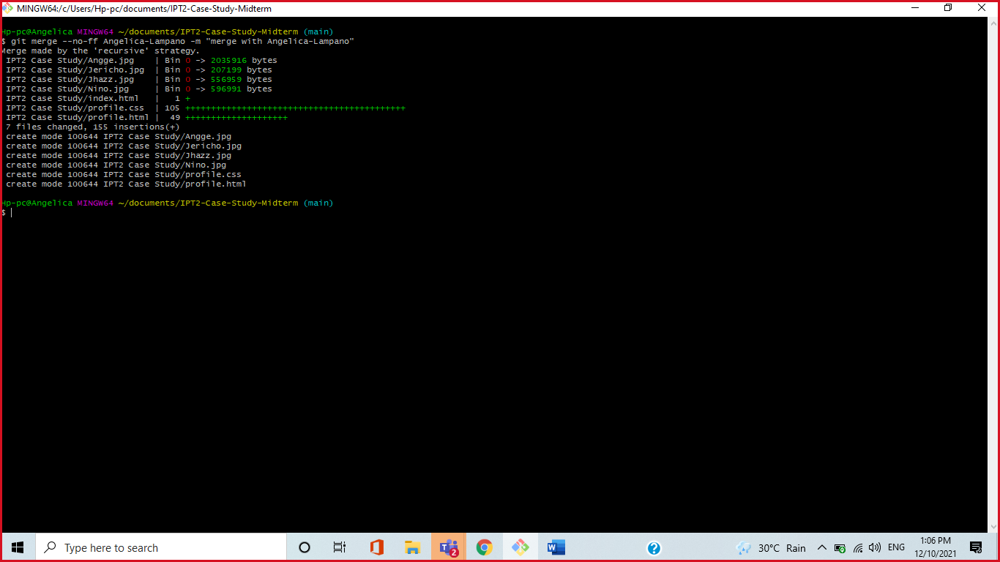 MINGW64:/c/Users/Hp-pc/documents/IPT2-Case-Study-Midterm
Hp-pc@Angelica MINGW64 ~/documents/IPT2-Case-Study-Midterm (main)
$ git merge --no-ff Angelica-Lampano -m "merge with Angelica-Lampano"
Merge made by the 'recursive' strategy.
 IPT2 Case Study/Angge.jpg    | Bin 0 -> 2035916 bytes
 IPT2 Case Study/Jericho.jpg  | Bin 0 -> 207199 bytes
 IPT2 Case Study/Jhazz.jpg    | Bin 0 -> 556959 bytes
 IPT2 Case Study/Nino.jpg     | Bin 0 -> 596991 bytes
 IPT2 Case Study/index.html   |   1 +
 IPT2 Case Study/profile.css  | 105 +++++++++++++++++++++++++++++++++++++++++++
 IPT2 Case Study/profile.html |  49 ++++++++++++++++++++
 7 files changed, 155 insertions(+)
 create mode 100644 IPT2 Case Study/Angge.jpg
 create mode 100644 IPT2 Case Study/Jericho.jpg
 create mode 100644 IPT2 Case Study/Jhazz.jpg
 create mode 100644 IPT2 Case Study/Nino.jpg
 create mode 100644 IPT2 Case Study/profile.css
 create mode 100644 IPT2 Case Study/profile.html
Hp-pc@Angelica MINGW64 ~/documents/IPT2-Case-Study-Midterm (main)
$
Type here to search
2
30°C Rain
ENG
1:06 PM
12/10/2021